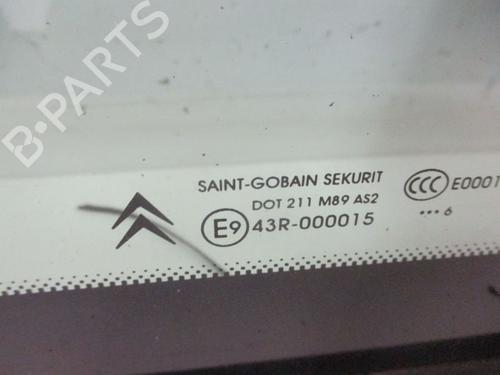 B-PARTS
SAINT-GOBAIN SEKURIT
DOT 211 M89 AS2
E9 43R-000015
CCC E0001
••• 6